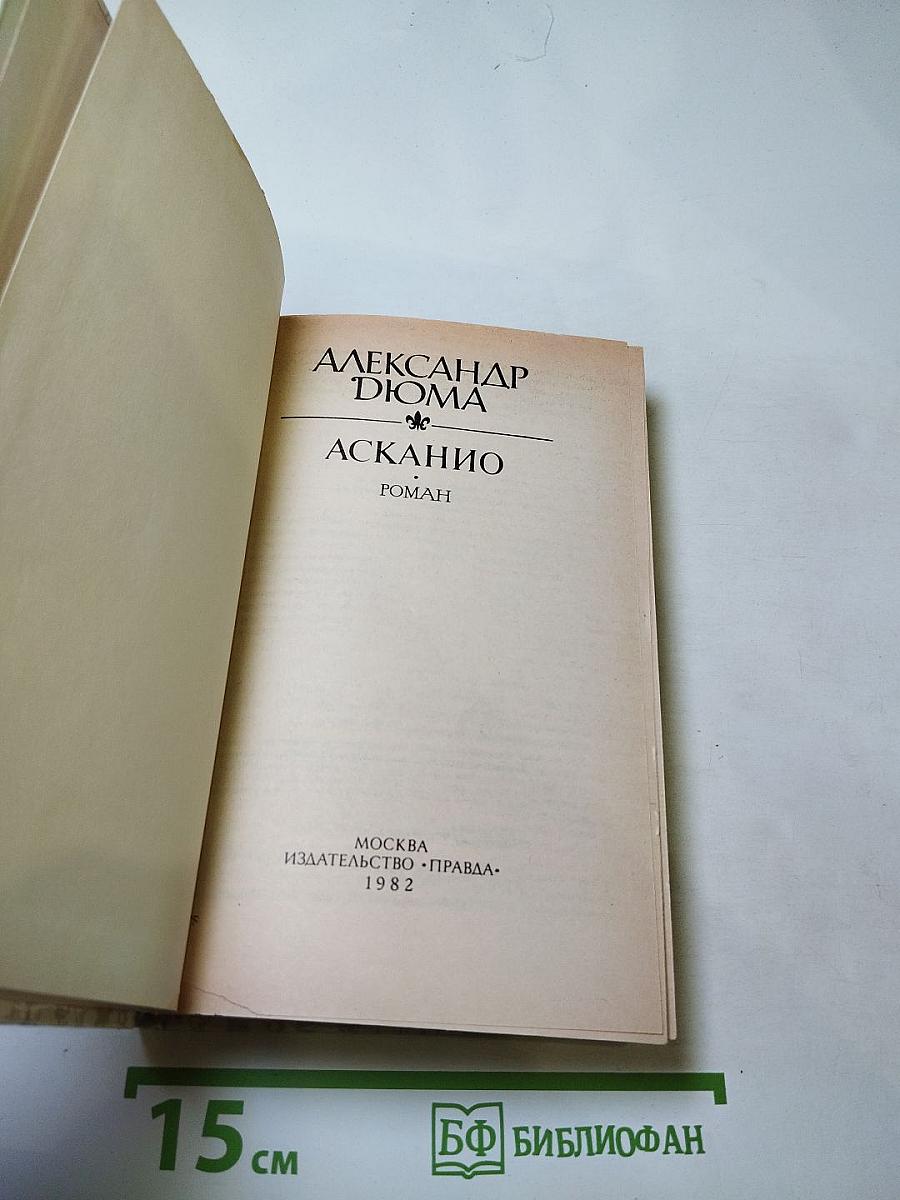 АЛЕКСАНДР
ДЮМА
АСКАНИО
РОМАН
МОСКВА
ИЗДАТЕЛЬСТВО «ПРАВДА»
1982
15 см
БФ БИБЛИОФАН